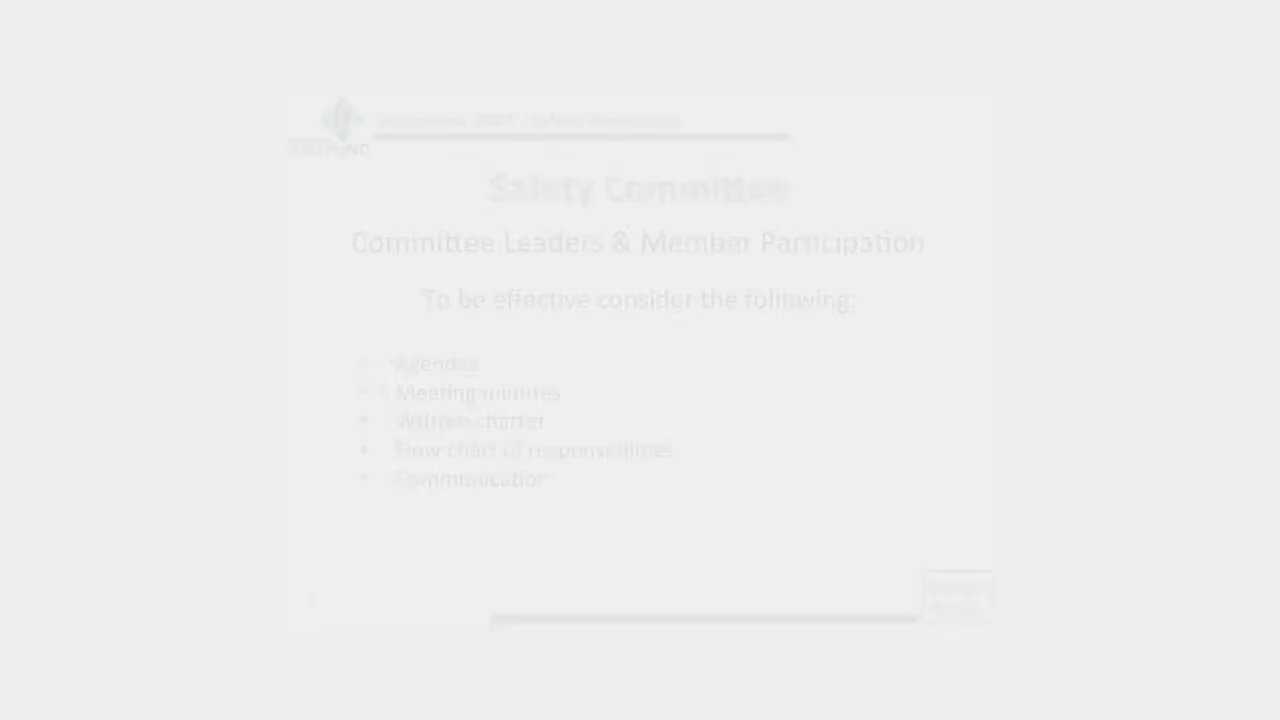 Safety Committee
Committee Leaders & Member Participation
To be effective consider the following:
• Agendas
• Meeting minutes
• Written charter
• Flow chart of responsibilities
• Communication